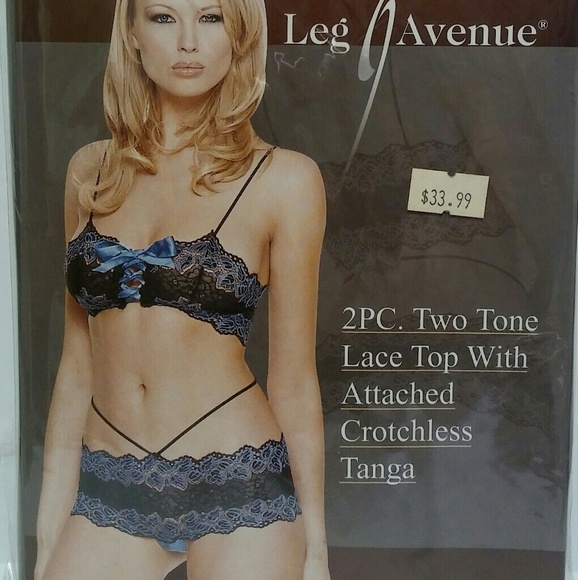 Leg Avenue®
$33.99
2PC. Two Tone
Lace Top With
Attached
Crotchless
Tanga